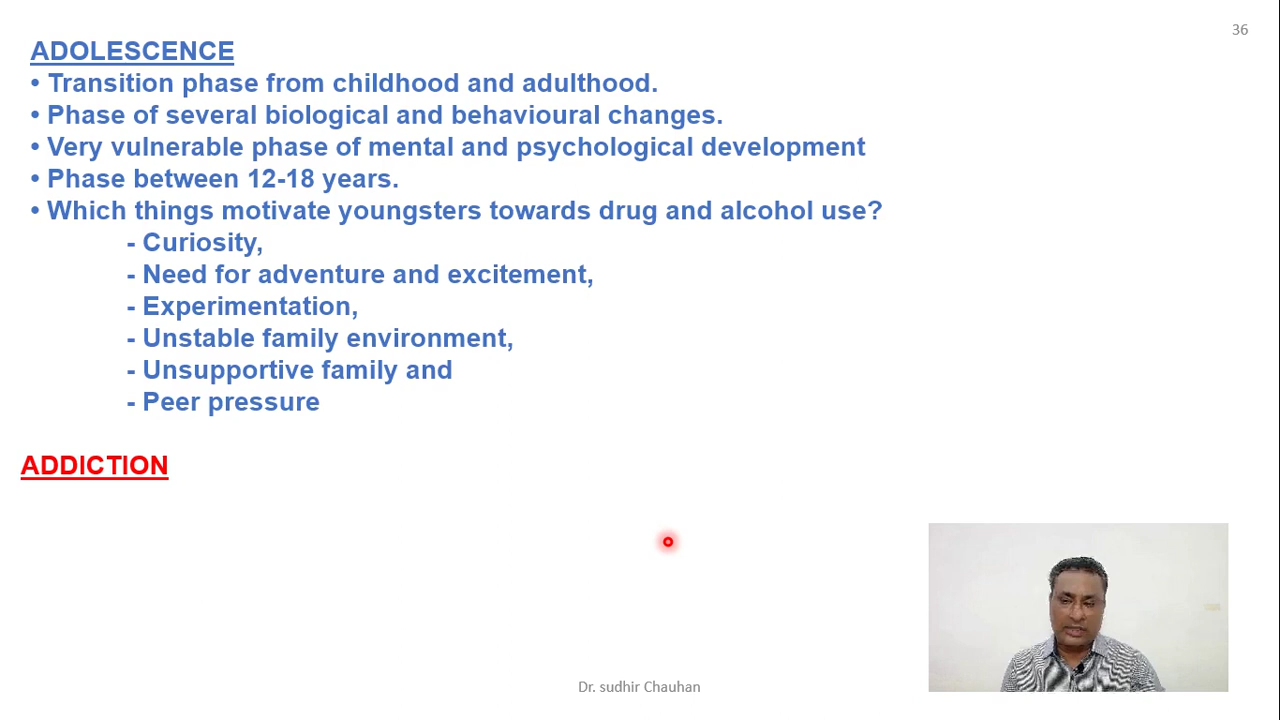 36
ADOLESCENCE
• Transition phase from childhood and adulthood.
• Phase of several biological and behavioural changes.
• Very vulnerable phase of mental and psychological development
• Phase between 12-18 years.
• Which things motivate youngsters towards drug and alcohol use?
- Curiosity,
- Need for adventure and excitement,
- Experimentation,
- Unstable family environment,
- Unsupportive family and
- Peer pressure
ADDICTION
Dr. sudhir Chauhan